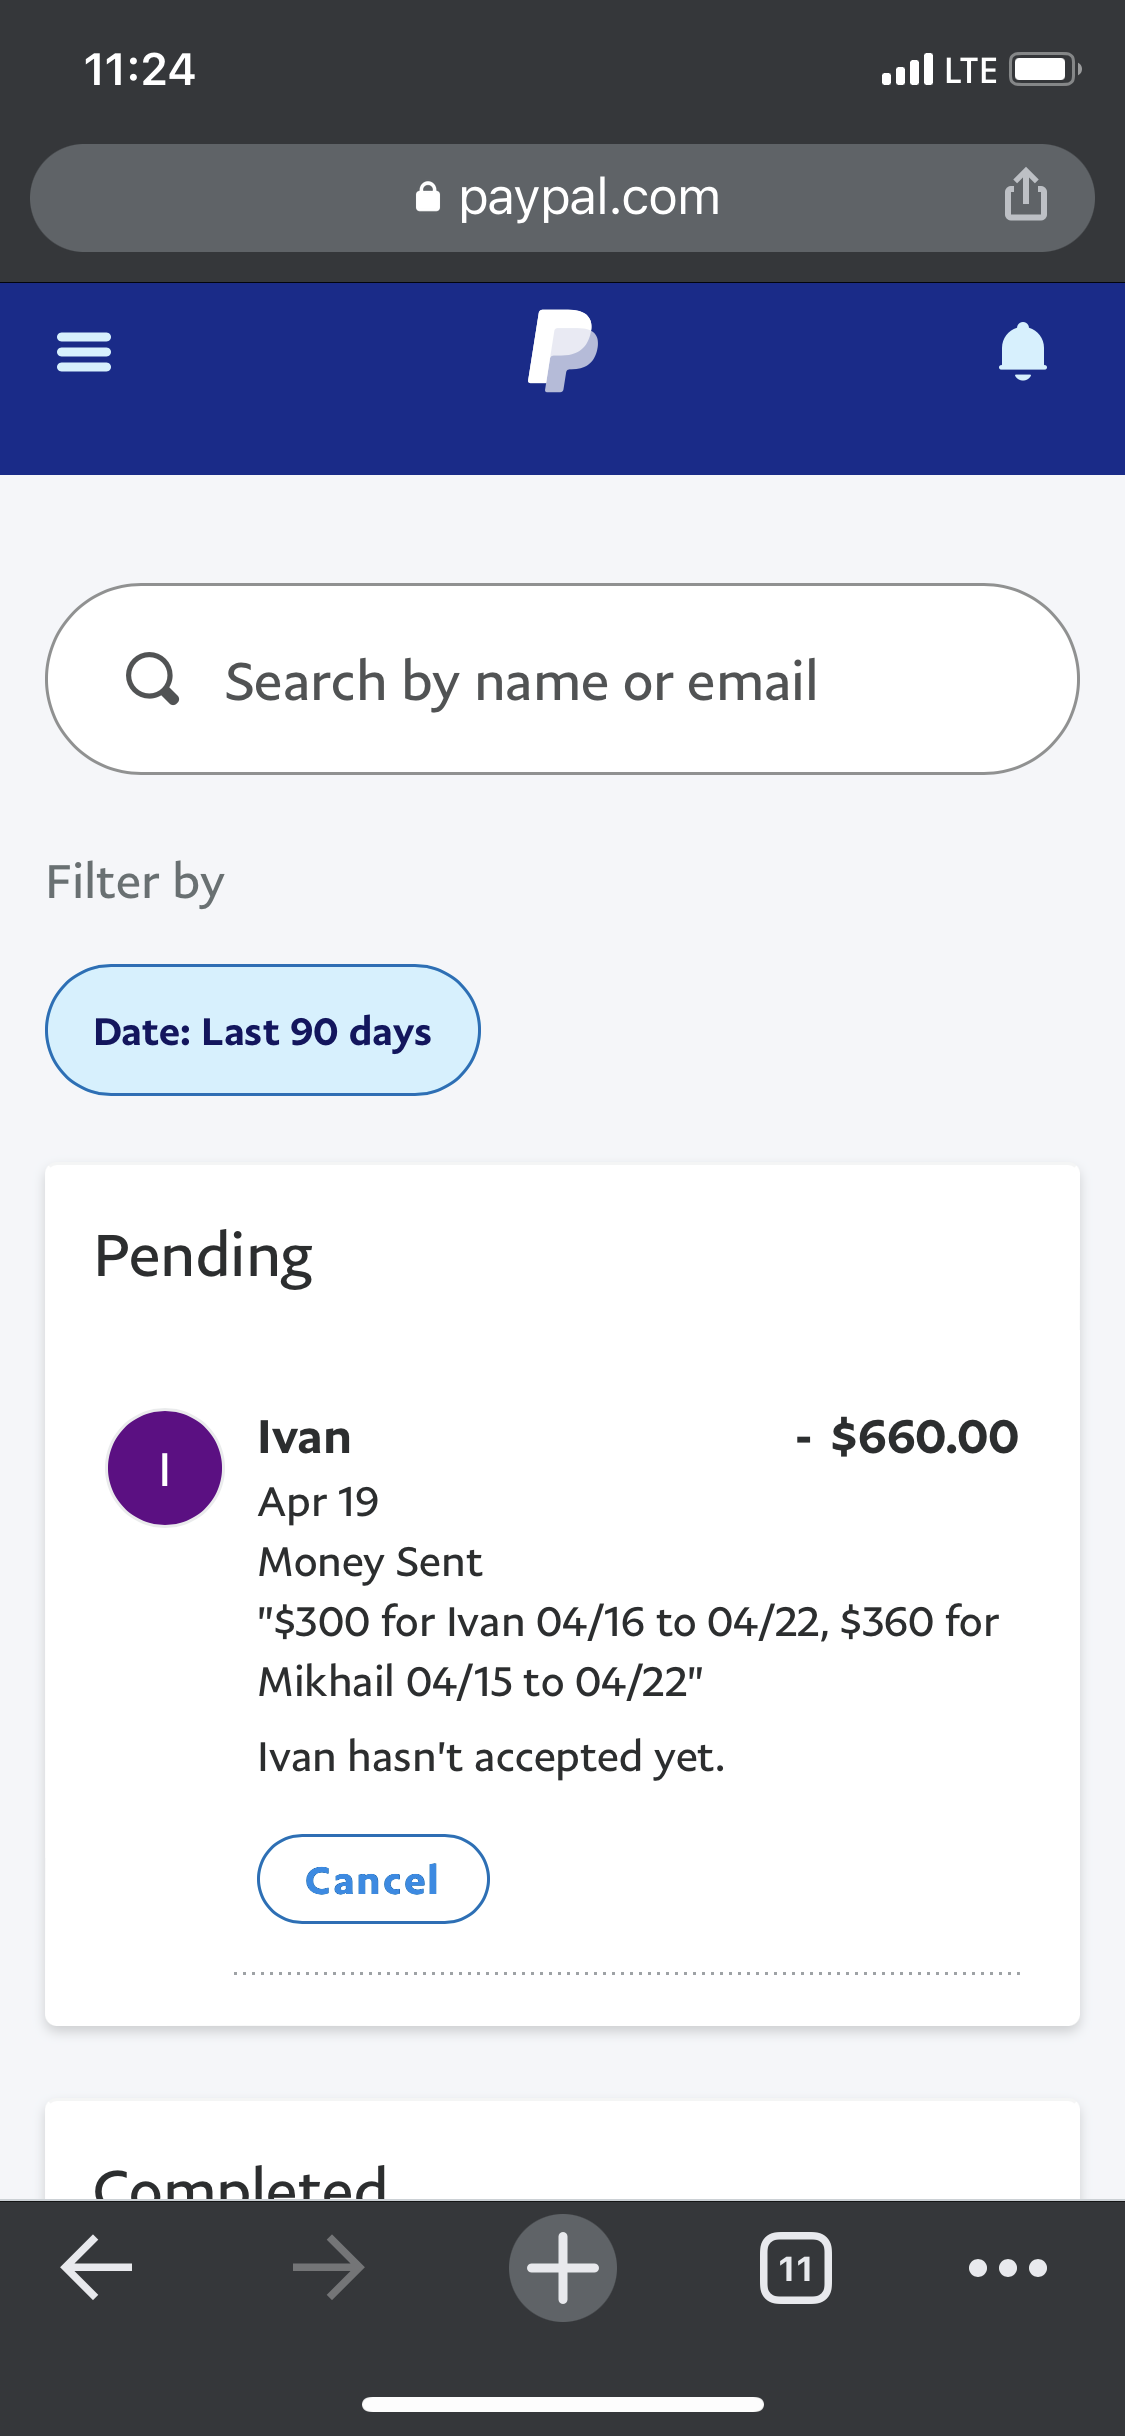 11:24
LTE
paypal.com
Search by name or email
Filter by
Date: Last 90 days
Pending
I
Ivan
- $660.00
Apr 19
Money Sent
"$300 for Ivan 04/16 to 04/22, $360 for
Mikhail 04/15 to 04/22"
Ivan hasn't accepted yet.
Cancel
Completed
11